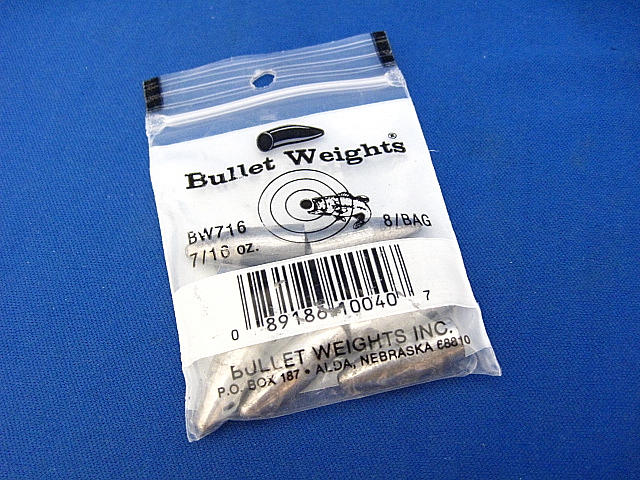 Bullet Weights®
BW716
7/16 oz.
8/BAG
0 89186 10040 7
BULLET WEIGHTS INC.
P.O. BOX 187 • ALDA, NEBRASKA 68810